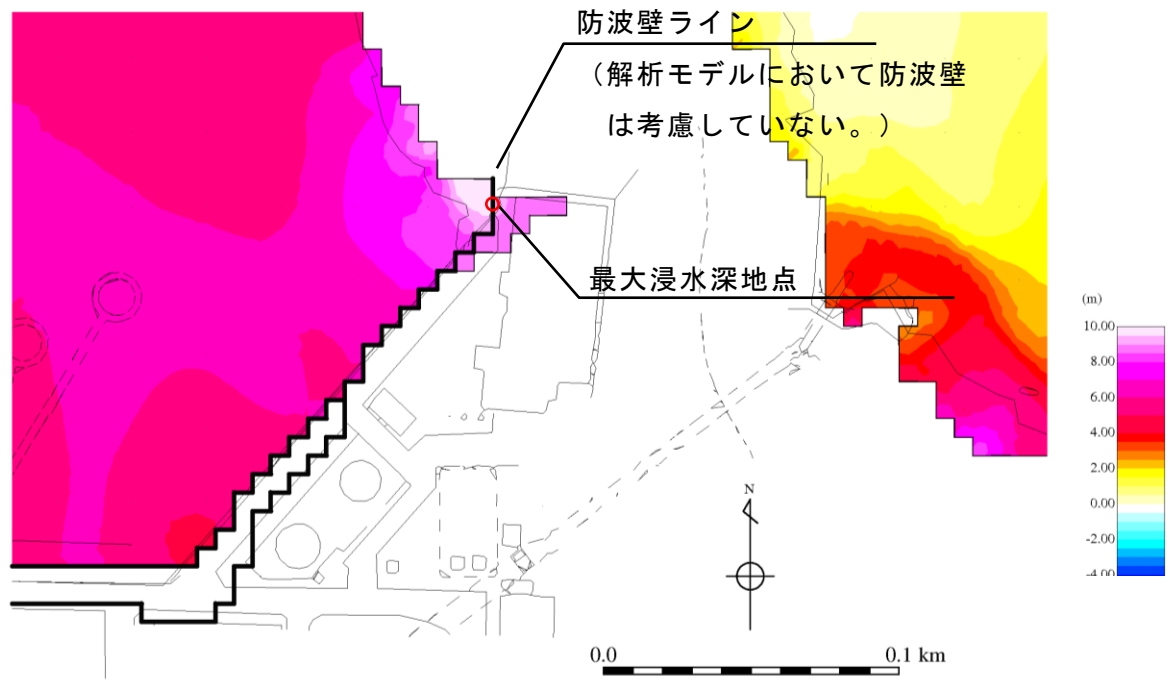 防波壁ライン
（解析モデルにおいて防波壁
は考慮していない。）
最大浸水深地点
(m)
10.00
8.00
6.00
4.00
2.00
0.00
-2.00
-4.00
N
0.0
0.1 km